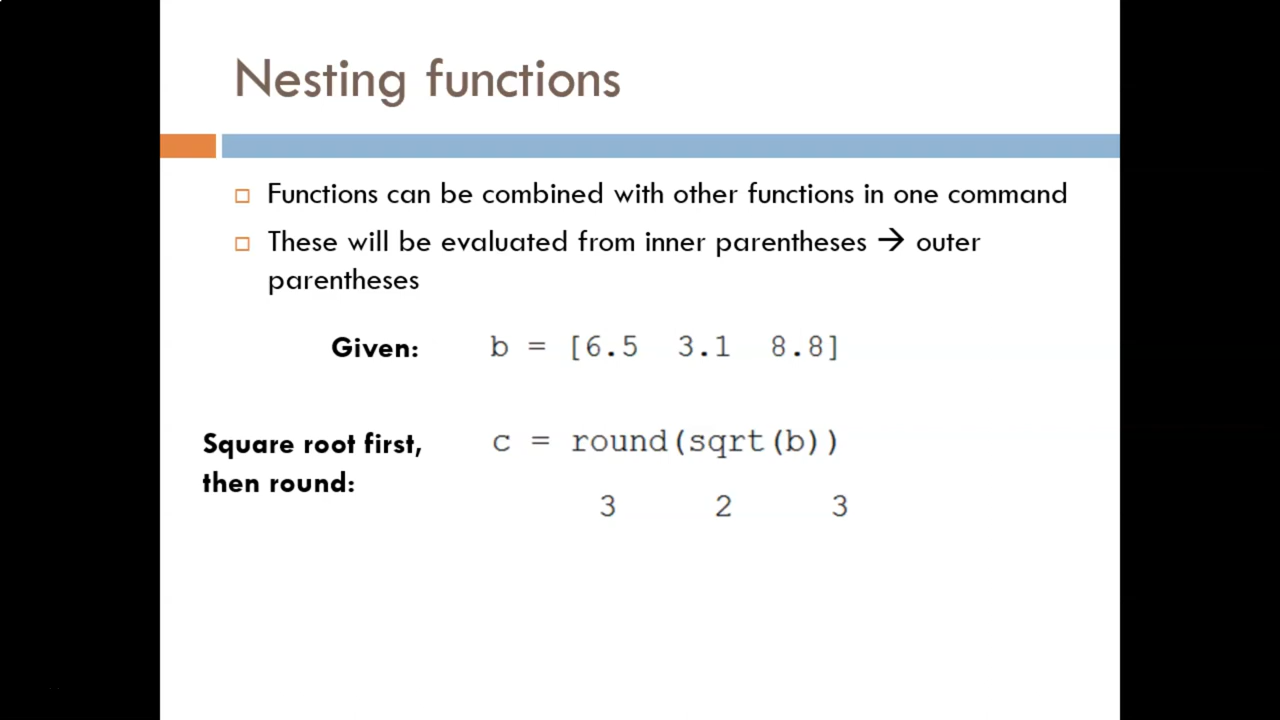 Nesting functions
Functions can be combined with other functions in one command
These will be evaluated from inner parentheses → outer
parentheses
Given: b = [6.5 3.1 8.8]
Square root first, c = round(sqrt(b))
then round:
3 2 3